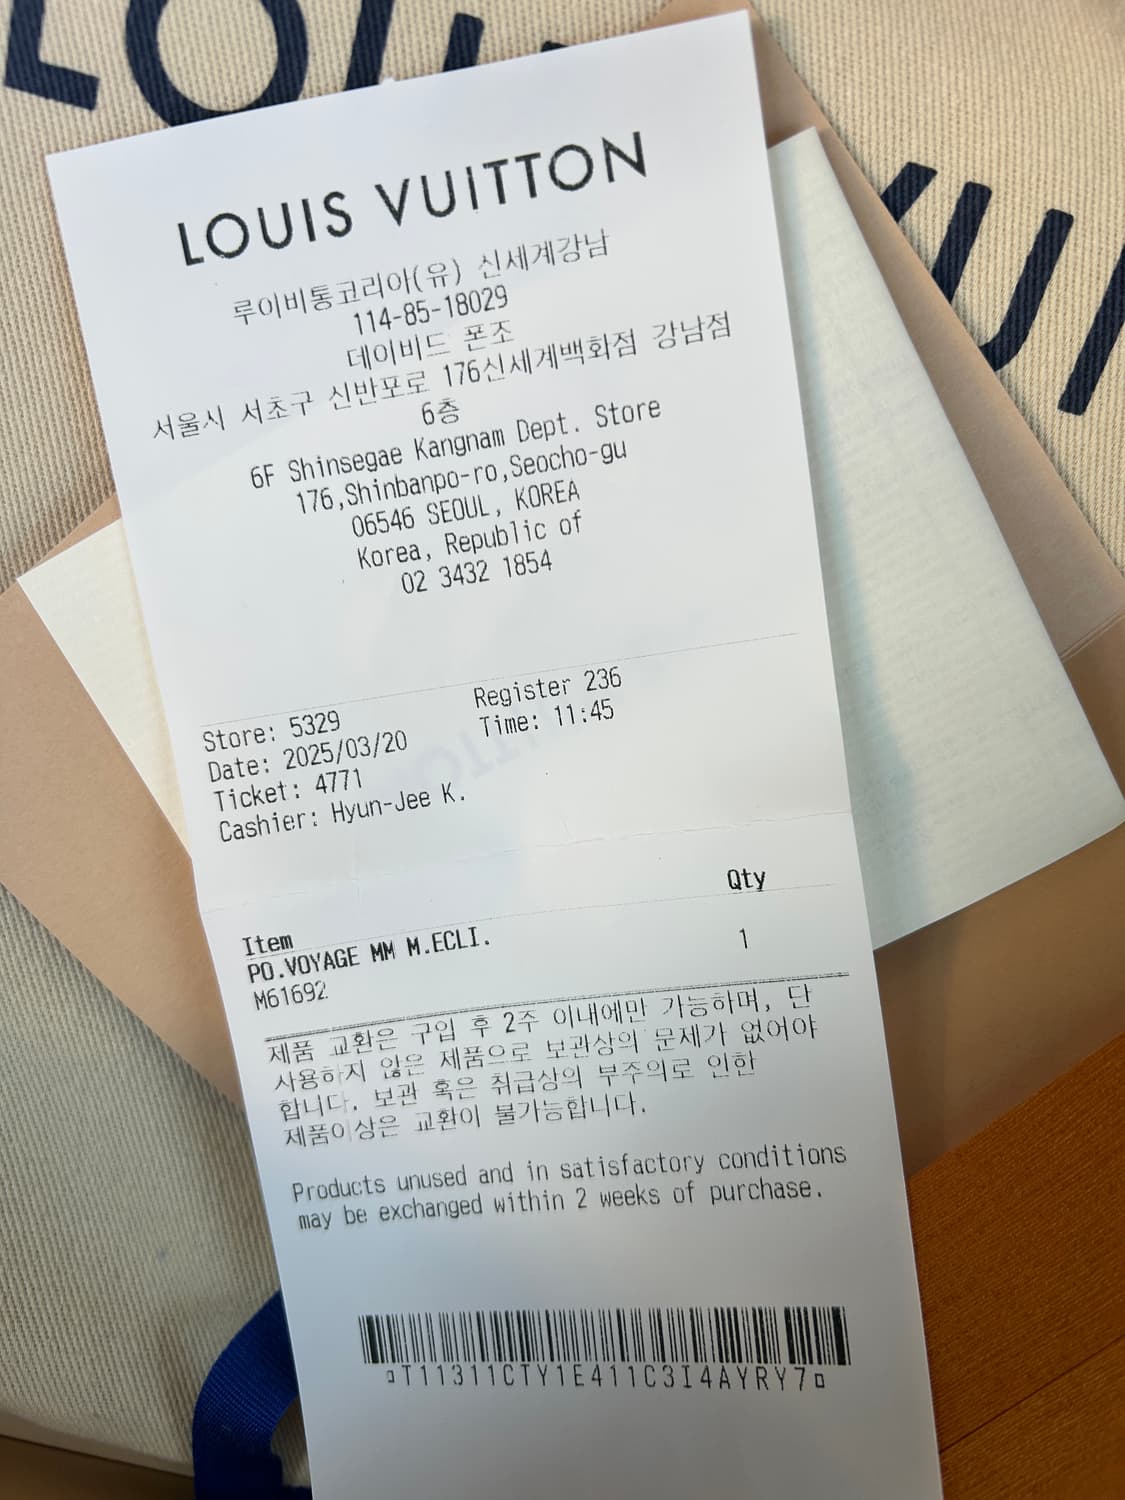 LOUIS VUITTON
루이비통코리아(유) 신세계강남
114-85-18029
데이비드 폰조
서울시 서초구 신반포로 176신세계백화점 강남점
6층
6F Shinsegae Kangnam Dept. Store
176,Shinbanpo-ro,Seocho-gu
06546 SEOUL, KOREA
Korea, Republic of
02 3432 1854
Store: 5329 Register 236
Date: 2025/03/20 Time: 11:45
Ticket: 4771
Cashier: Hyun-Jee K.
Item Qty
PO.VOYAGE MM M.ECLI. 1
M61692
제품 교환은 구입 후 2주 이내에만 가능하며, 단
사용하지 않은 제품으로 보관상의 문제가 없어야
합니다. 보관 혹은 취급상의 부주의로 인한
제품이상은 교환이 불가능합니다.
Products unused and in satisfactory conditions
may be exchanged within 2 weeks of purchase.
T11311CTY1E411C3I4AYRY7